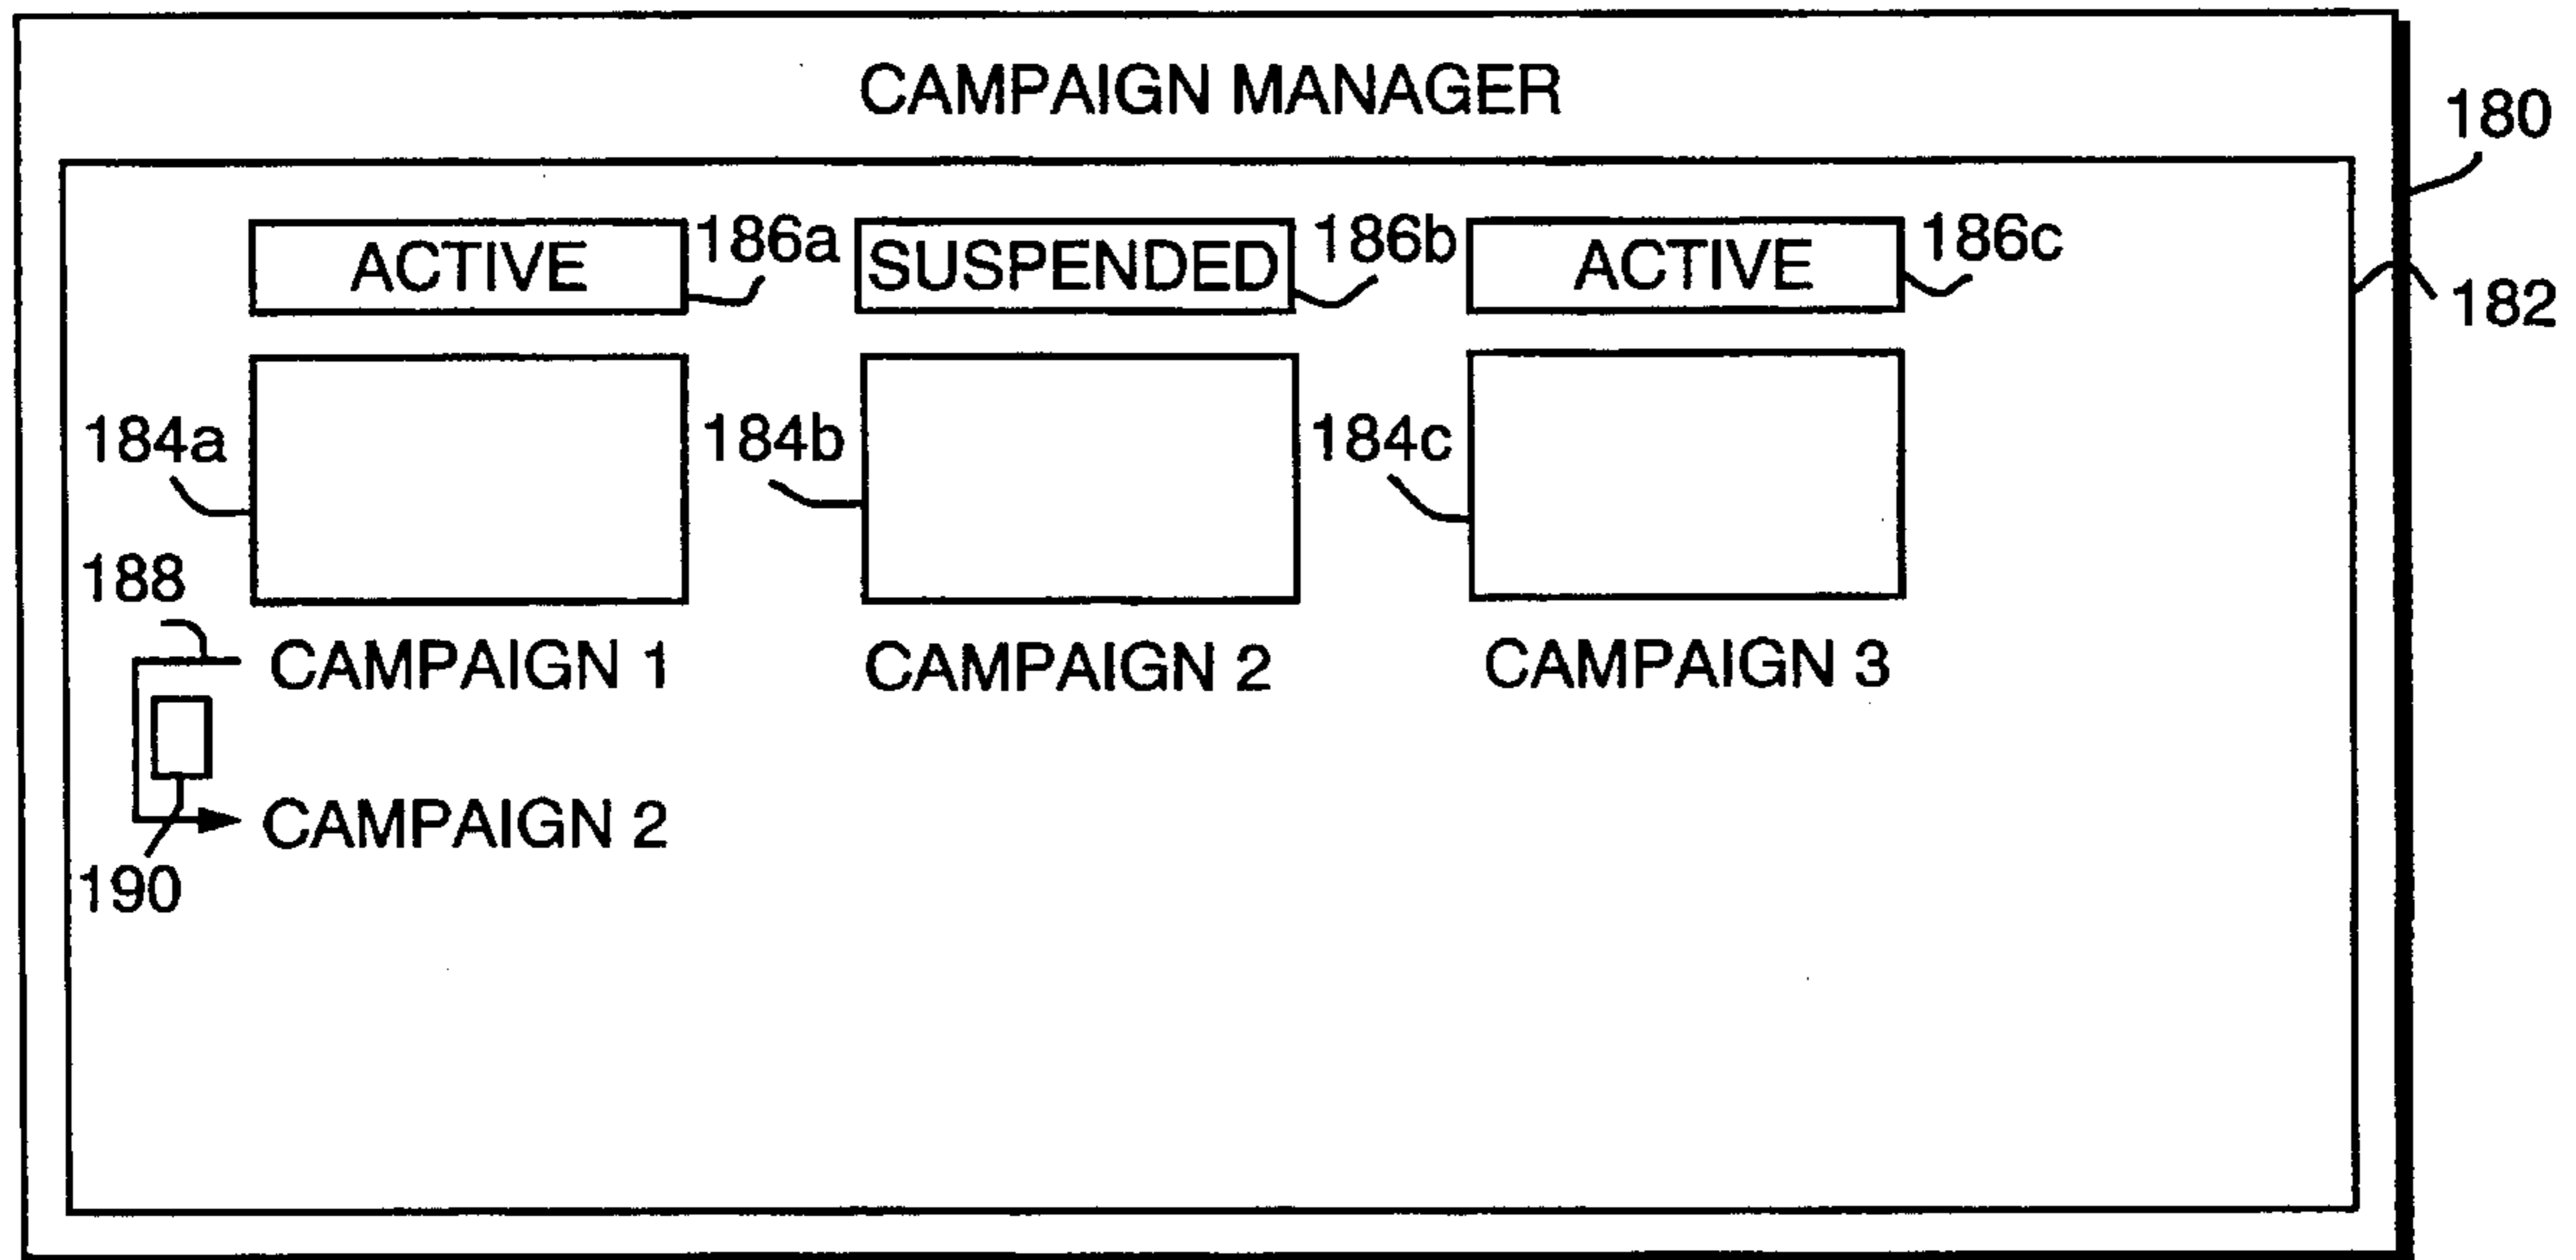 CAMPAIGN MANAGER
180
ACTIVE 186a SUSPENDED 186b ACTIVE 186c
182
184a 184b 184c
188
CAMPAIGN 1 CAMPAIGN 2 CAMPAIGN 3
CAMPAIGN 2
190